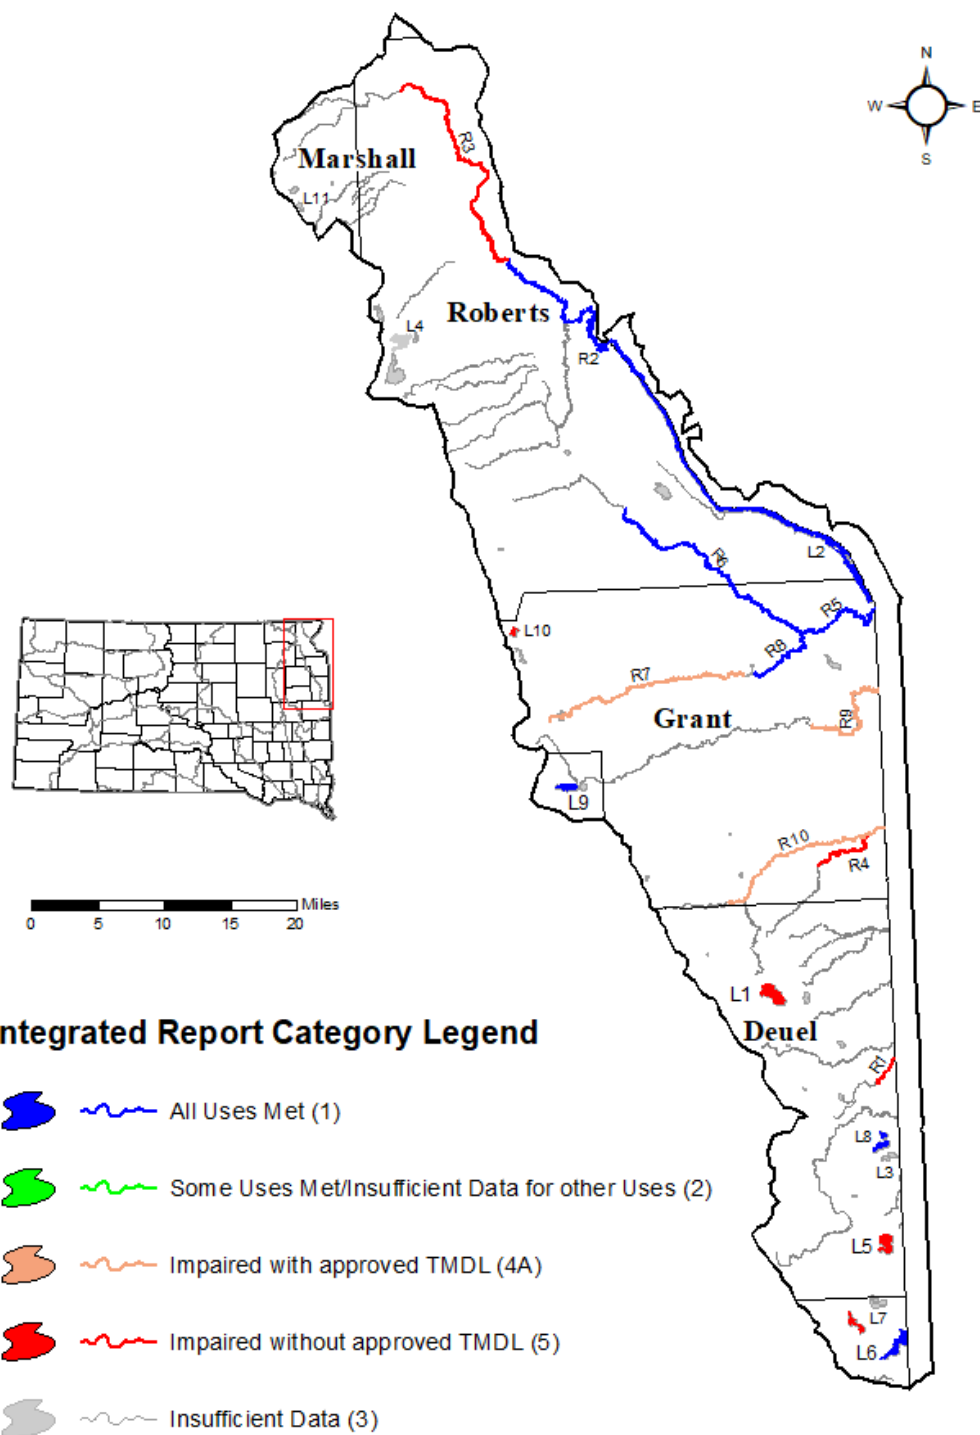 N
W E
S
R3
Marshall
L11
Roberts
L4
R2
L2
R6
R5
L10
R8
R7
Grant
R9
L9
R10
R4
Miles
0 5 10 15 20
L1
Deuel
ntegrated Report Category Legend
R1
All Uses Met (1)
L8
L3
Some Uses Met/Insufficient Data for other Uses (2)
L5
Impaired with approved TMDL (4A)
L7
Impaired without approved TMDL (5)
L6
Insufficient Data (3)